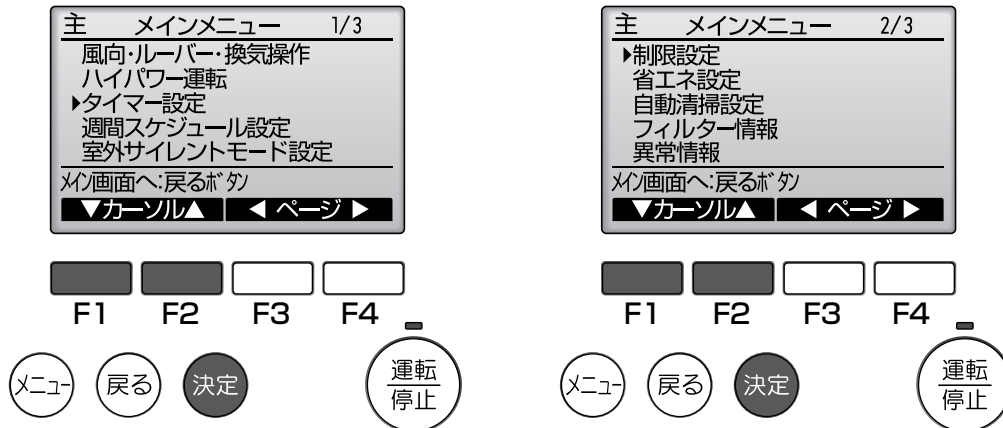 主 メインメニュー 1/3
風向・ルーバー・換気操作
ハイパワー運転
▶タイマー設定
週間スケジュール設定
室外サイレントモード設定
メイン画面へ:戻るボタン
▼カーソル▲ ◀ ページ ▶
F1 F2 F3 F4
メニュー 戻る 決定 運転
停止
主 メインメニュー 2/3
▶制限設定
省エネ設定
自動清掃設定
フィルター情報
異常情報
メイン画面へ:戻るボタン
▼カーソル▲ ◀ ページ ▶
F1 F2 F3 F4
メニュー 戻る 決定 運転
停止